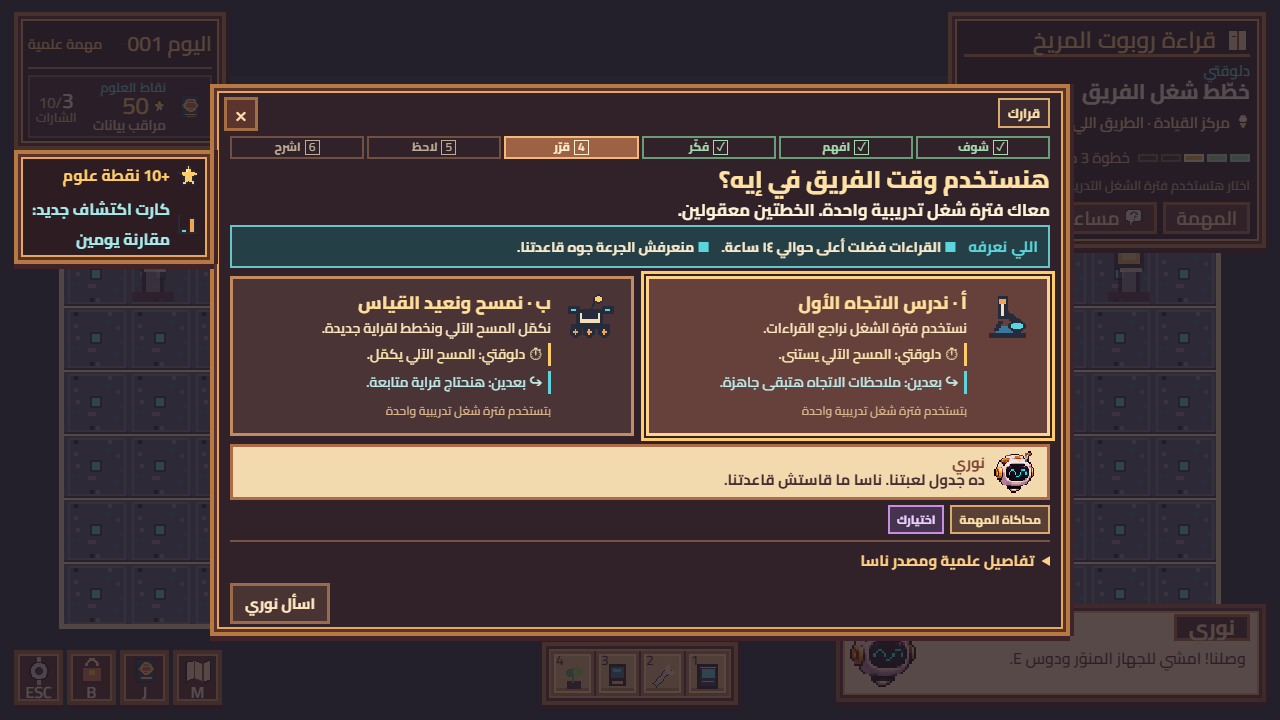 قراءة روبوت المريخ
دلوقتي
خطّط شغل الفريق
مركز القيادة · الطريق اللي
خطوة 3
اختار هتستخدم فترة الشغل التدريبية
المهمة
اليوم 001
مهمة علمية
نقاط العلوم
50
مراقب بيانات
10/3
الشارات
+10 نقطة علوم
كارت اكتشاف جديد:
مقارنة يومين
قرارك
×
✓ شوف
✓ افهم
✓ فكّر
4 قرّر
5 لاحظ
6 اشرح
هنستخدم وقت الفريق في إيه؟
معاك فترة شغل تدريبية واحدة. الخطتين معقولين.
اللي نعرفه ■ القراءات فضلت أعلى حوالي ١٤ ساعة. ■ منعرفش الجرعة جوه قاعدتنا.
أ · ندرس الاتجاه الأول
نستخدم فترة الشغل نراجع القراءات.
⏱ دلوقتي: المسح الآلي يستنى.
↪ بعدين: ملاحظات الاتجاه هتبقى جاهزة.
بتستخدم فترة شغل تدريبية واحدة
ب · نمسح ونعيد القياس
نكمّل المسح الآلي ونخطط لقراية جديدة.
⏱ دلوقتي: المسح الآلي يكمّل.
↪ بعدين: هنحتاج قراية متابعة.
بتستخدم فترة شغل تدريبية واحدة
نوري
ده جدول لعبتنا. ناسا ما قاستش قاعدتنا.
محاكاة المهمة
اختيارك
◀ تفاصيل علمية ومصدر ناسا
اسأل نوري
نوري
وصلنا! امشي للجهاز المنوّر ودوس E.
ESC
B
J
M
4
3
2
1